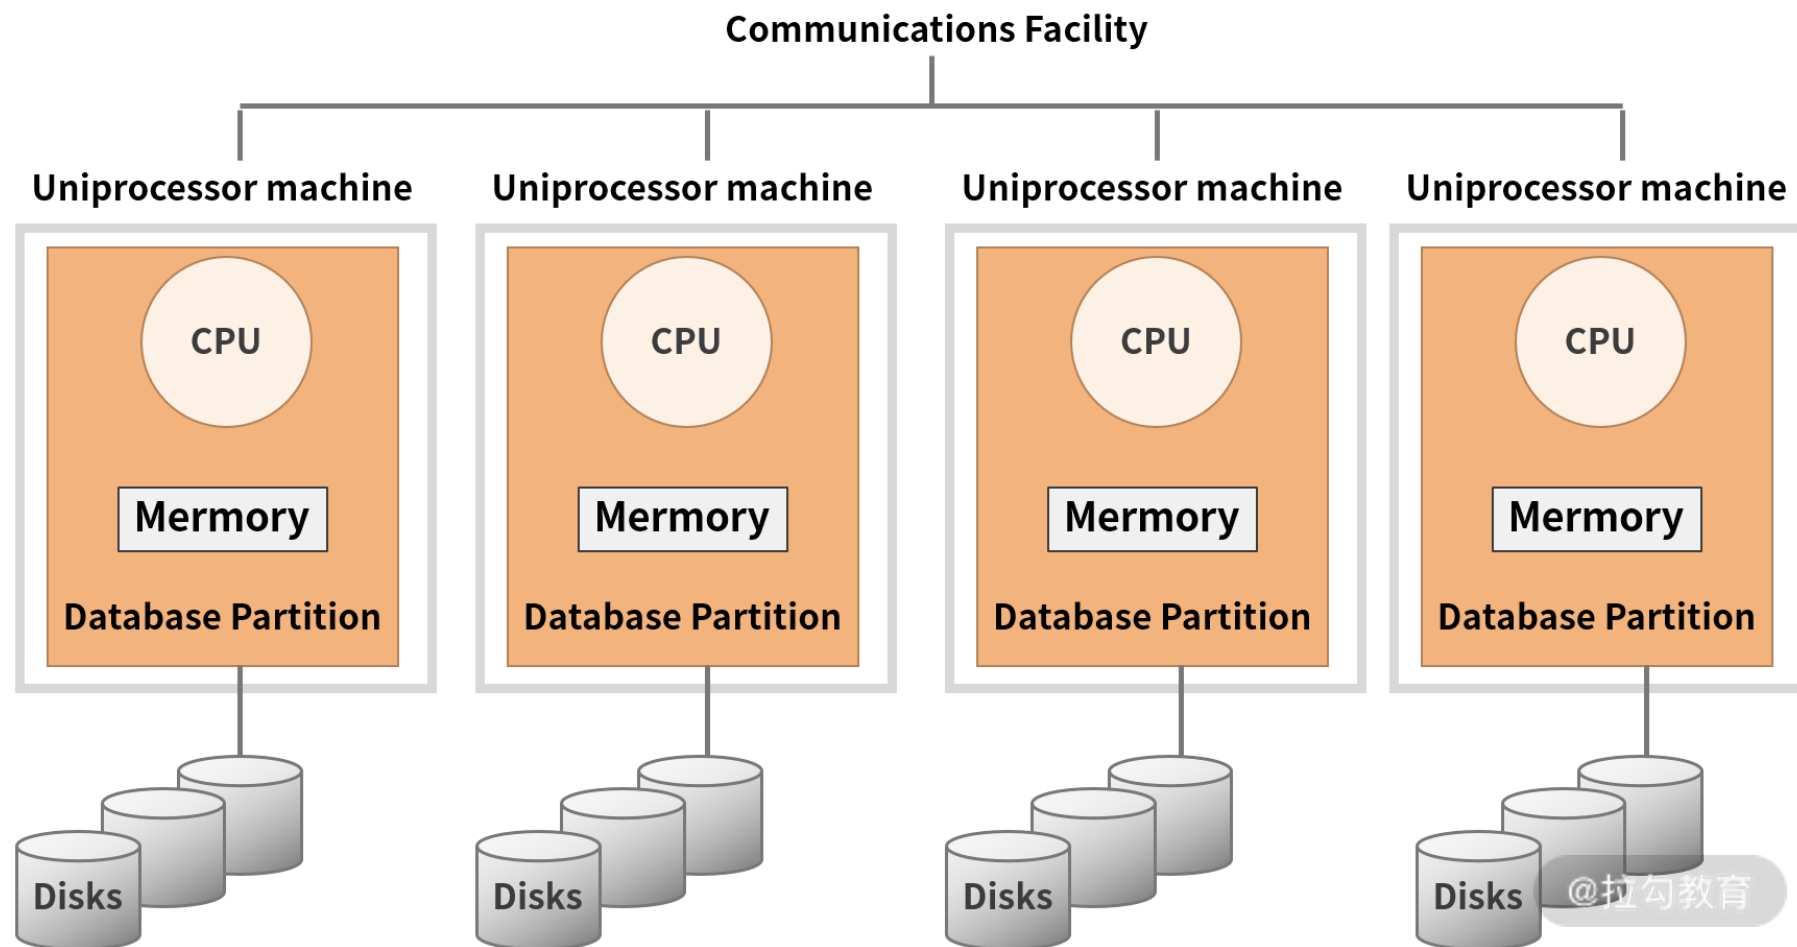 Communications Facility
Uniprocessor machine
Uniprocessor machine
Uniprocessor machine
Uniprocessor machine
CPU
CPU
CPU
CPU
Mermory
Mermory
Mermory
Mermory
Database Partition
Database Partition
Database Partition
Database Partition
Disks
Disks
Disks
Disks
@拉勾教育